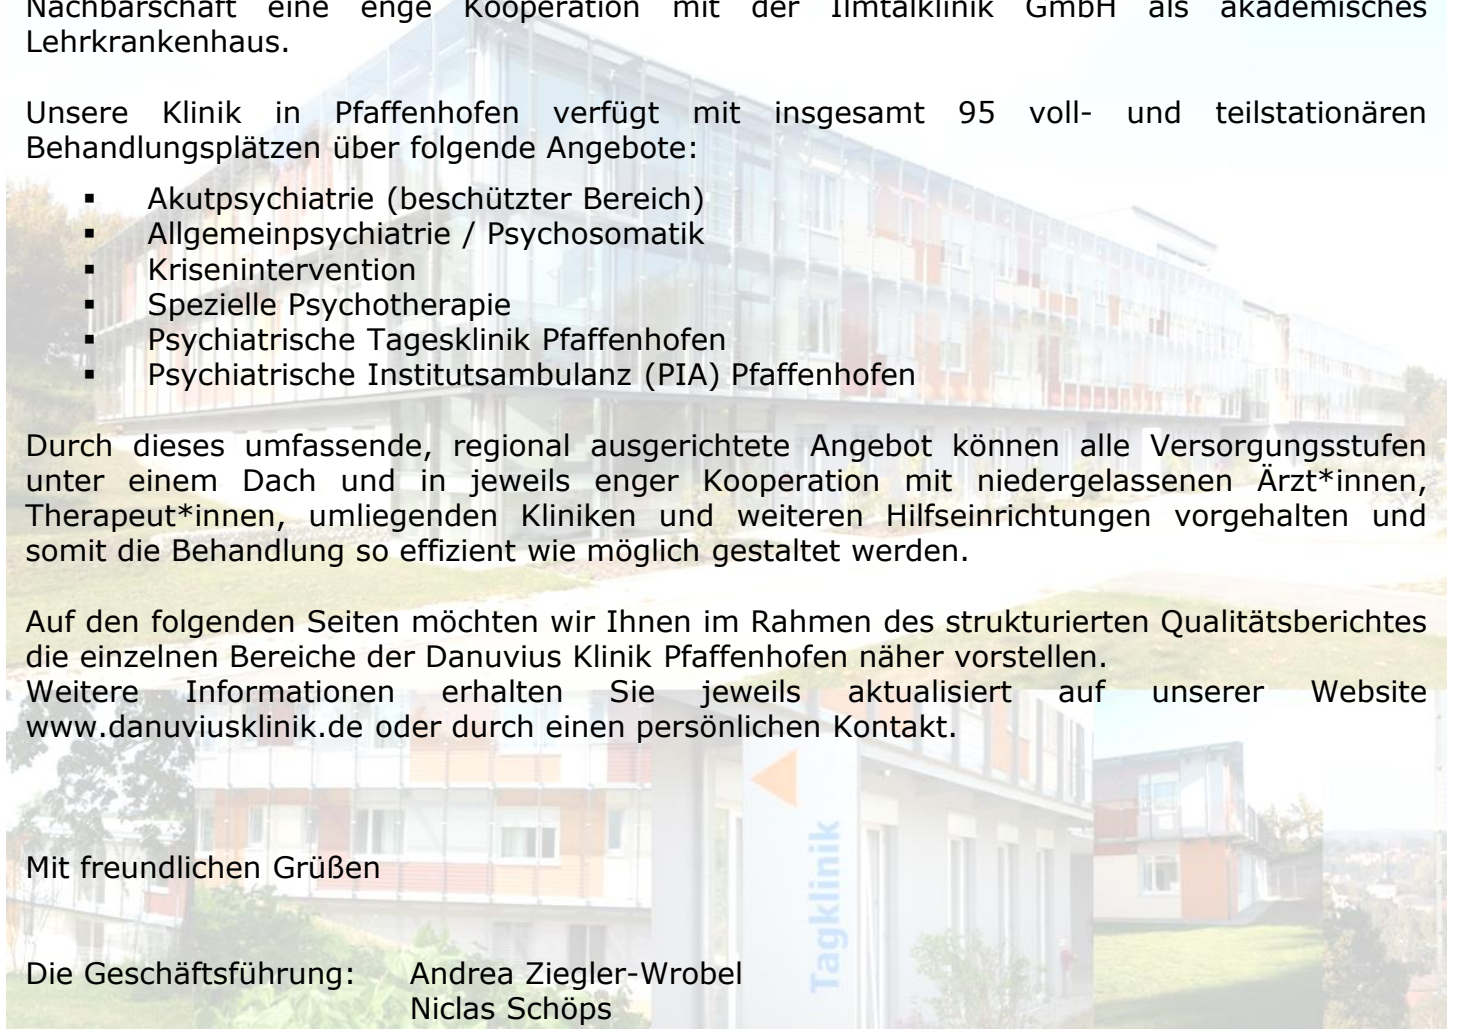 Nachbarschaft eine enge Kooperation mit der Ilmtalklinik GmbH als akademisches
Lehrkrankenhaus.
Unsere Klinik in Pfaffenhofen verfügt mit insgesamt 95 voll- und teilstationären
Behandlungsplätzen über folgende Angebote:
▪ Akutpsychiatrie (beschützter Bereich)
▪ Allgemeinpsychiatrie / Psychosomatik
▪ Krisenintervention
▪ Spezielle Psychotherapie
▪ Psychiatrische Tagesklinik Pfaffenhofen
▪ Psychiatrische Institutsambulanz (PIA) Pfaffenhofen
Durch dieses umfassende, regional ausgerichtete Angebot können alle Versorgungsstufen
unter einem Dach und in jeweils enger Kooperation mit niedergelassenen Ärzt*innen,
Therapeut*innen, umliegenden Kliniken und weiteren Hilfseinrichtungen vorgehalten und
somit die Behandlung so effizient wie möglich gestaltet werden.
Auf den folgenden Seiten möchten wir Ihnen im Rahmen des strukturierten Qualitätsberichtes
die einzelnen Bereiche der Danuvius Klinik Pfaffenhofen näher vorstellen.
Weitere Informationen erhalten Sie jeweils aktualisiert auf unserer Website
www.danuviusklinik.de oder durch einen persönlichen Kontakt.
Mit freundlichen Grüßen
Tagklinik
Die Geschäftsführung: Andrea Ziegler-Wrobel
Niclas Schöps